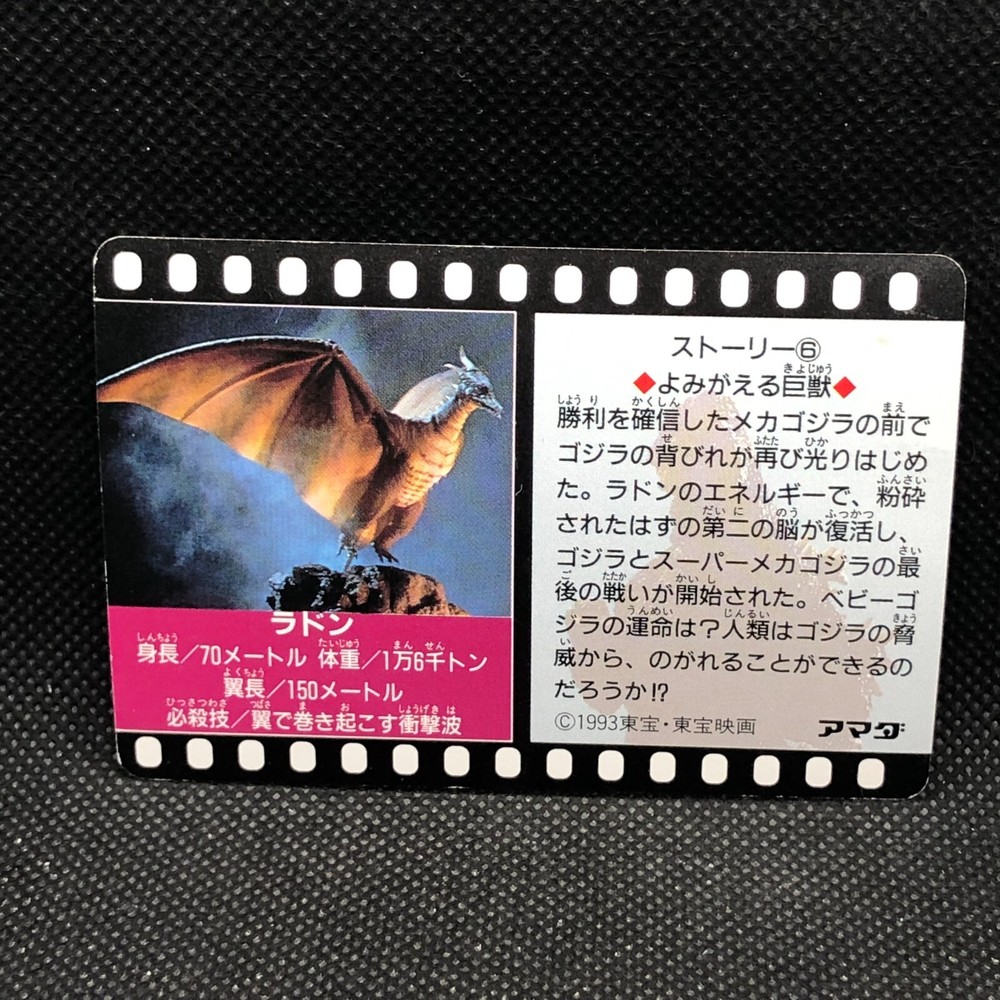 ラドン
身長/70メートル 体重/1万6千トン
翼長/150メートル
必殺技/翼で巻き起こす衝撃波
ストーリー⑥
◆よみがえる巨獣◆
勝利を確信したメカゴジラの前で
ゴジラの背びれが再び光りはじめ
た。ラドンのエネルギーで、粉砕
されたはずの第二の脳が復活し、
ゴジラとスーパーメカゴジラの最
後の戦いが開始された。ベビーゴ
ジラの運命は?人類はゴジラの脅
威から、のがれることができるの
だろうか!?
©1993東宝・東宝映画 アマダ